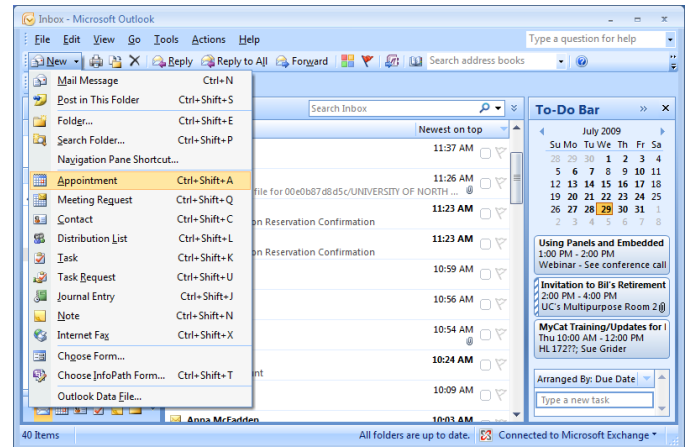 Inbox - Microsoft Outlook
File Edit View Go Tools Actions Help
Type a question for help
New Reply Reply to All Forward Search address books
Mail Message Ctrl+N
Post in This Folder Ctrl+Shift+S
Folder... Ctrl+Shift+E
Search Folder... Ctrl+Shift+P
Navigation Pane Shortcut...
Appointment Ctrl+Shift+A
Meeting Request Ctrl+Shift+Q
Contact Ctrl+Shift+C
Distribution List Ctrl+Shift+L
Task Ctrl+Shift+K
Task Request Ctrl+Shift+U
Journal Entry Ctrl+Shift+J
Note Ctrl+Shift+N
Internet Fax Ctrl+Shift+X
Choose Form...
Choose InfoPath Form... Ctrl+Shift+T
Outlook Data File...
Search Inbox
Newest on top
11:37 AM
11:26 AM
file for 00e0b87d8d5c/UNIVERSITY OF NORTH ...
11:23 AM
on Reservation Confirmation
11:23 AM
on Reservation Confirmation
10:59 AM
10:56 AM
10:54 AM
10:24 AM
nt
10:09 AM
Anna McFadden 10:03 AM
To-Do Bar
July 2009
Su Mo Tu We Th Fr Sa
28 29 30 1 2 3 4
5 6 7 8 9 10 11
12 13 14 15 16 17 18
19 20 21 22 23 24 25
26 27 28 29 30 31 1
2 3 4 5 6 7 8
Using Panels and Embedded
1:00 PM - 2:00 PM
Webinar - See conference call
Invitation to Bil's Retirement
2:00 PM - 4:00 PM
UC's Multipurpose Room 2
MyCat Training/Updates for
Thu 10:00 AM - 12:00 PM
HL 172??; Sue Grider
Arranged By: Due Date
Type a new task
40 Items
All folders are up to date.
Connected to Microsoft Exchange